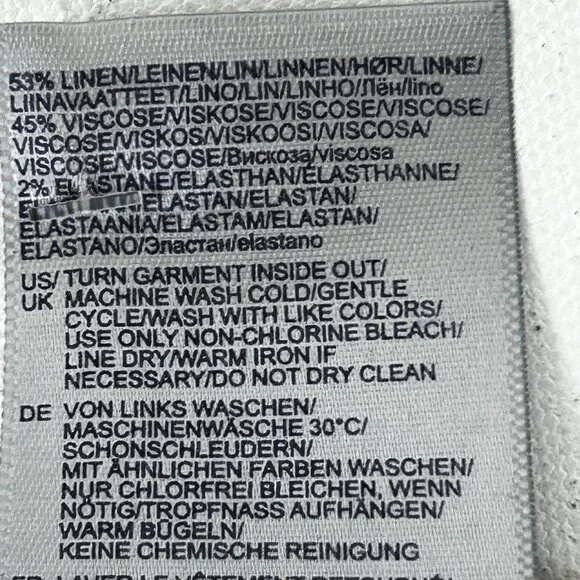 53% LINEN/LEINEN/LIN/LINNEN/HØR/LINNE/
LIINAVAATTEET/LINO/LIN/LINHO/Лён/lino
45% VISCOSE/VISKOSE/VISCOSE/VISCOSE/
VISCOSE/VISKOS/VISKOOSI/VISCOSA/
VISCOSE/VISCOSE/Вискоза/viscosa
2% ELASTANE/ELASTHAN/ELASTHANNE/
ELASTAN/ELASTAN/
ELASTAANIA/ELASTAM/ELASTAN/
ELASTANO/Эластан/elastano
US/ TURN GARMENT INSIDE OUT/
UK MACHINE WASH COLD/GENTLE
CYCLE/WASH WITH LIKE COLORS/
USE ONLY NON-CHLORINE BLEACH/
LINE DRY/WARM IRON IF
NECESSARY/DO NOT DRY CLEAN
DE VON LINKS WASCHEN/
MASCHINENWÄSCHE 30°C/
SCHONSCHLEUDERN/
MIT ÄHNLICHEN FARBEN WASCHEN/
NUR CHLORFREI BLEICHEN, WENN
NÖTIG/TROPFNASS AUFHÄNGEN/
WARM BÜGELN/
KEINE CHEMISCHE REINIGUNG